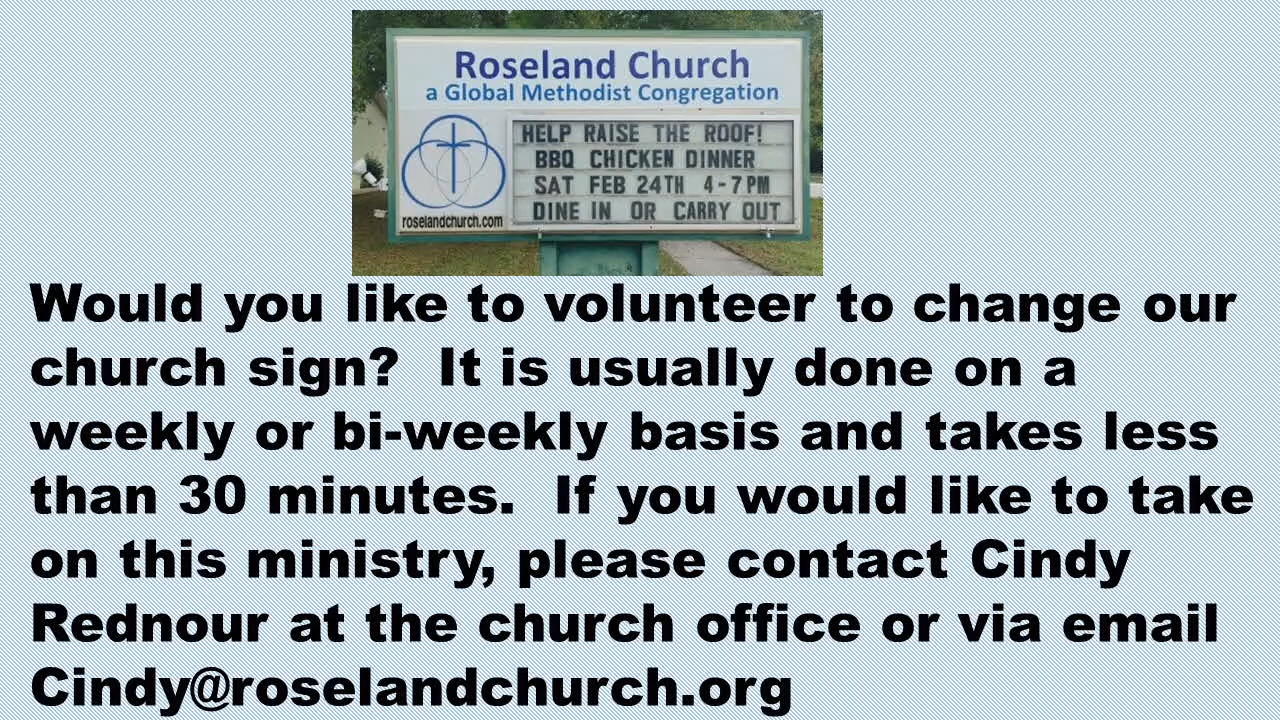 Roseland Church
a Global Methodist Congregation
HELP RAISE THE ROOF!
BBQ CHICKEN DINNER
SAT FEB 24TH 4-7PM
DINE IN OR CARRY OUT
roselandchurch.com
Would you like to volunteer to change our
church sign? It is usually done on a
weekly or bi-weekly basis and takes less
than 30 minutes. If you would like to take
on this ministry, please contact Cindy
Rednour at the church office or via email
Cindy@roselandchurch.org